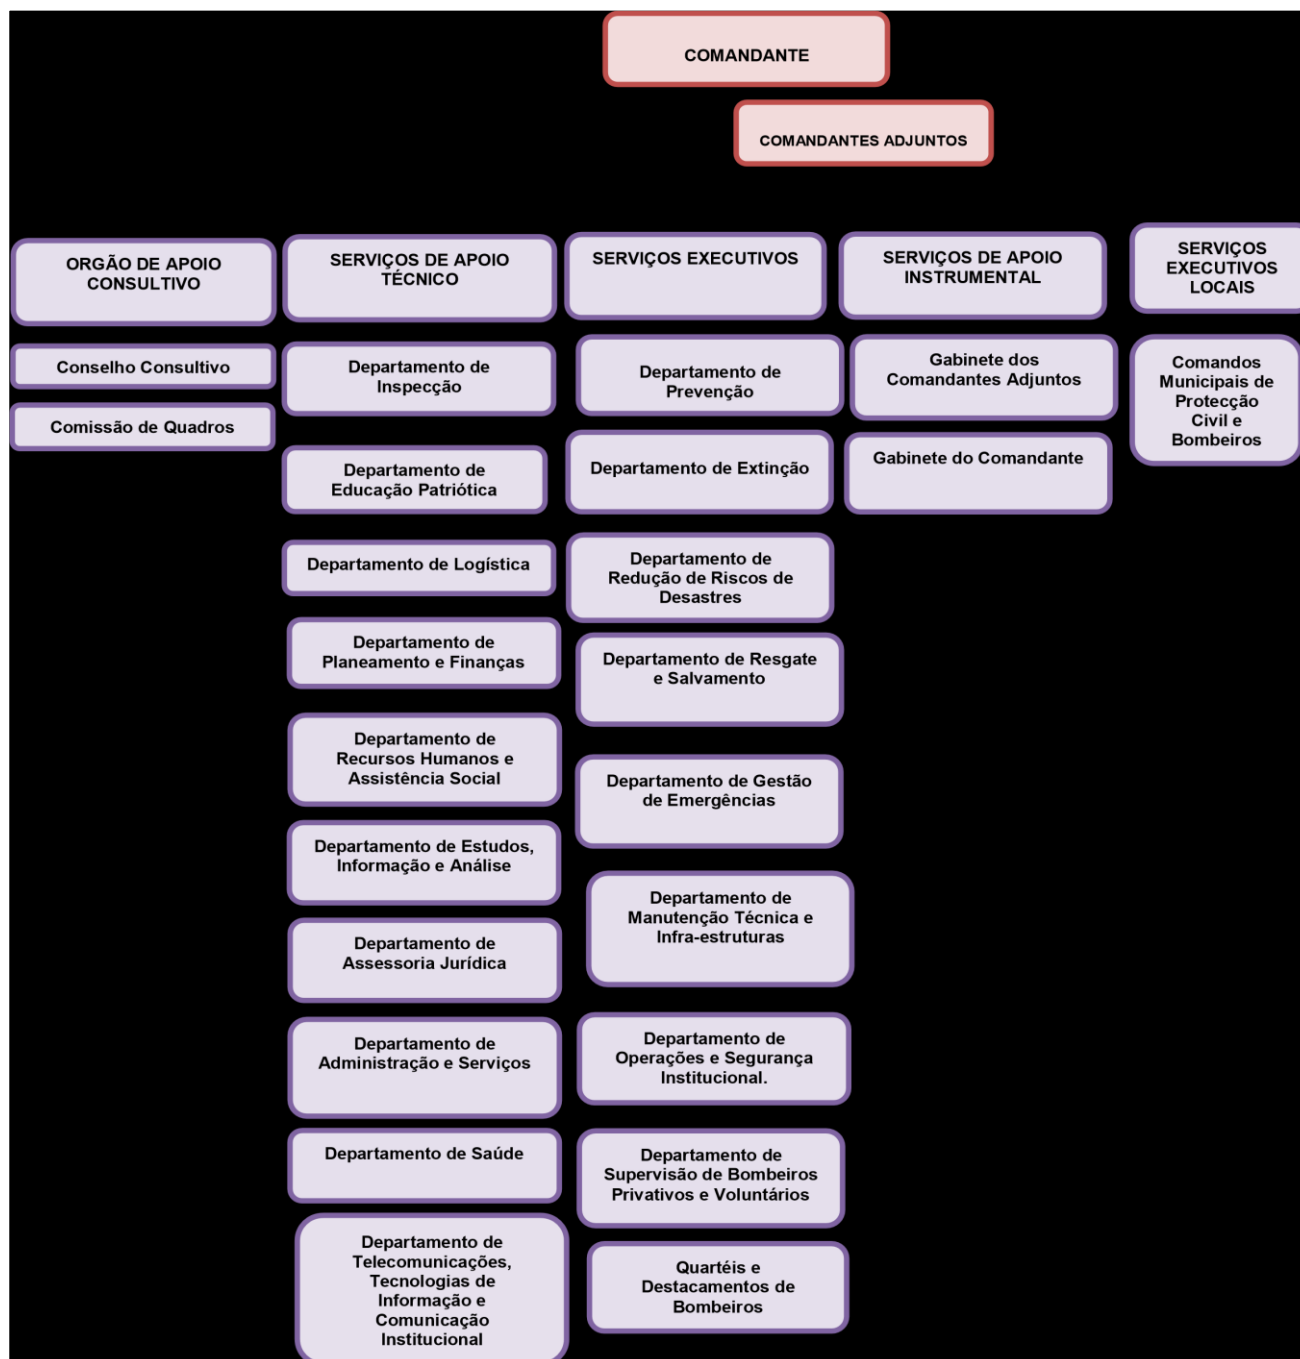 COMANDANTE
COMANDANTES ADJUNTOS
ORGÃO DE APOIO
CONSULTIVO
Conselho Consultivo
Comissão de Quadros
SERVIÇOS DE APOIO
TÉCNICO
Departamento de
Inspecção
Departamento de
Educação Patriótica
Departamento de Logística
Departamento de
Planeamento e Finanças
Departamento de
Recursos Humanos e
Assistência Social
Departamento de Estudos,
Informação e Análise
Departamento de
Assessoria Jurídica
Departamento de
Administração e Serviços
Departamento de Saúde
Departamento de
Telecomunicações,
Tecnologias de
Informação e
Comunicação
Institucional
SERVIÇOS EXECUTIVOS
Departamento de
Prevenção
Departamento de Extinção
Departamento de
Redução de Riscos de
Desastres
Departamento de Resgate
e Salvamento
Departamento de Gestão
de Emergências
Departamento de
Manutenção Técnica e
Infra-estruturas
Departamento de
Operações e Segurança
Institucional.
Departamento de
Supervisão de Bombeiros
Privativos e Voluntários
Quartéis e
Destacamentos de
Bombeiros
SERVIÇOS DE APOIO
INSTRUMENTAL
Gabinete dos
Comandantes Adjuntos
Gabinete do Comandante
SERVIÇOS
EXECUTIVOS
LOCAIS
Comandos
Municipais de
Protecção
Civil e
Bombeiros